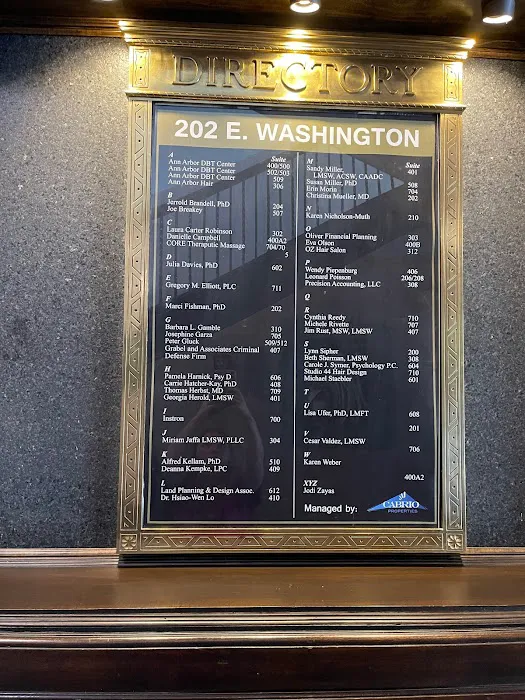 DIRECTORY
202 E. WASHINGTON
A Suite
Ann Arbor DBT Center 400/500
Ann Arbor DBT Center 502/503
Ann Arbor DBT Center 509
Ann Arbor Hair 306
B
Jerrold Brandell, PhD 204
Joe Breakey 507
C
Laura Carter Robinson 302
Danielle Campbell 400A2
CORE Theraputic Massage 704/70
5
D
Julia Davies, PhD 602
E
Gregory M. Elliott, PLC 711
F
Marci Fishman, PhD 202
G
Barbara L. Gamble 310
Josephine Garza 705
Peter Gluck 509/512
Grabel and Associates Criminal 407
Defense Firm
H
Pamela Harnick, Psy D 606
Carrie Hatcher-Kay, PhD 408
Thomas Herbst, MD 709
Georgia Herold, LMSW 401
I
Instron 700
J
Miriam Jaffa LMSW, PLLC 304
K
Alfred Kellam, PhD 510
Deanna Kempke, LPC 409
L
Land Planning & Design Assoc. 612
Dr. Hsiao-Wen Lo 410
M Suite
Sandy Miller, 401
LMSW, ACSW, CAADC
Susan Miller, PhD 508
Erin Morin 704
Christina Mueller, MD 202
N
Karen Nicholson-Muth 210
O
Oliver Financial Planning 303
Eva Olson 400B
OZ Hair Salon 312
P
Wendy Piepenburg 406
Leonard Poisson 206/208
Precision Accounting, LLC 308
Q
R
Cynthia Reedy 710
Michele Rivette 707
Jim Rust, MSW, LMSW 407
S
Lynn Sipher 200
Beth Sherman, LMSW 308
Carole J. Symer, Psychology P.C. 604
Studio 44 Hair Design 710
Michael Staebler 601
T
U
Lisa Ufer, PhD, LMPT 608
201
V
Cesar Valdez, LMSW
706
W
Karen Weber
400A2
XYZ
Jodi Zayas
Managed by: CABRIO
PROPERTIES